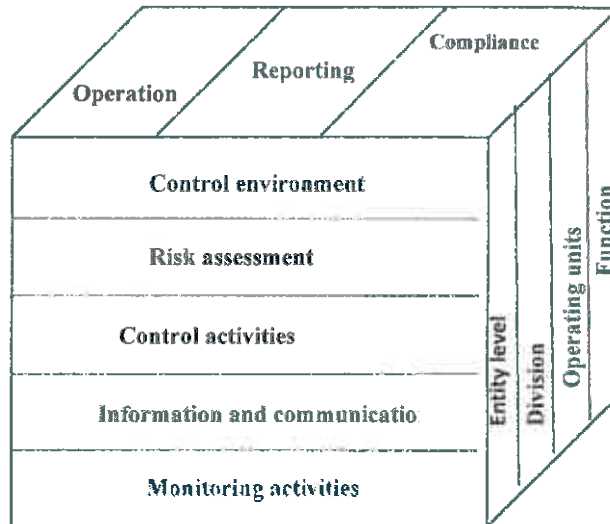 Compliance
Reporting
Operation
Control environment
Risk assessment
Control activities
Information and communicatio
Monitoring activities
Entity level
Division
Operating units
Function